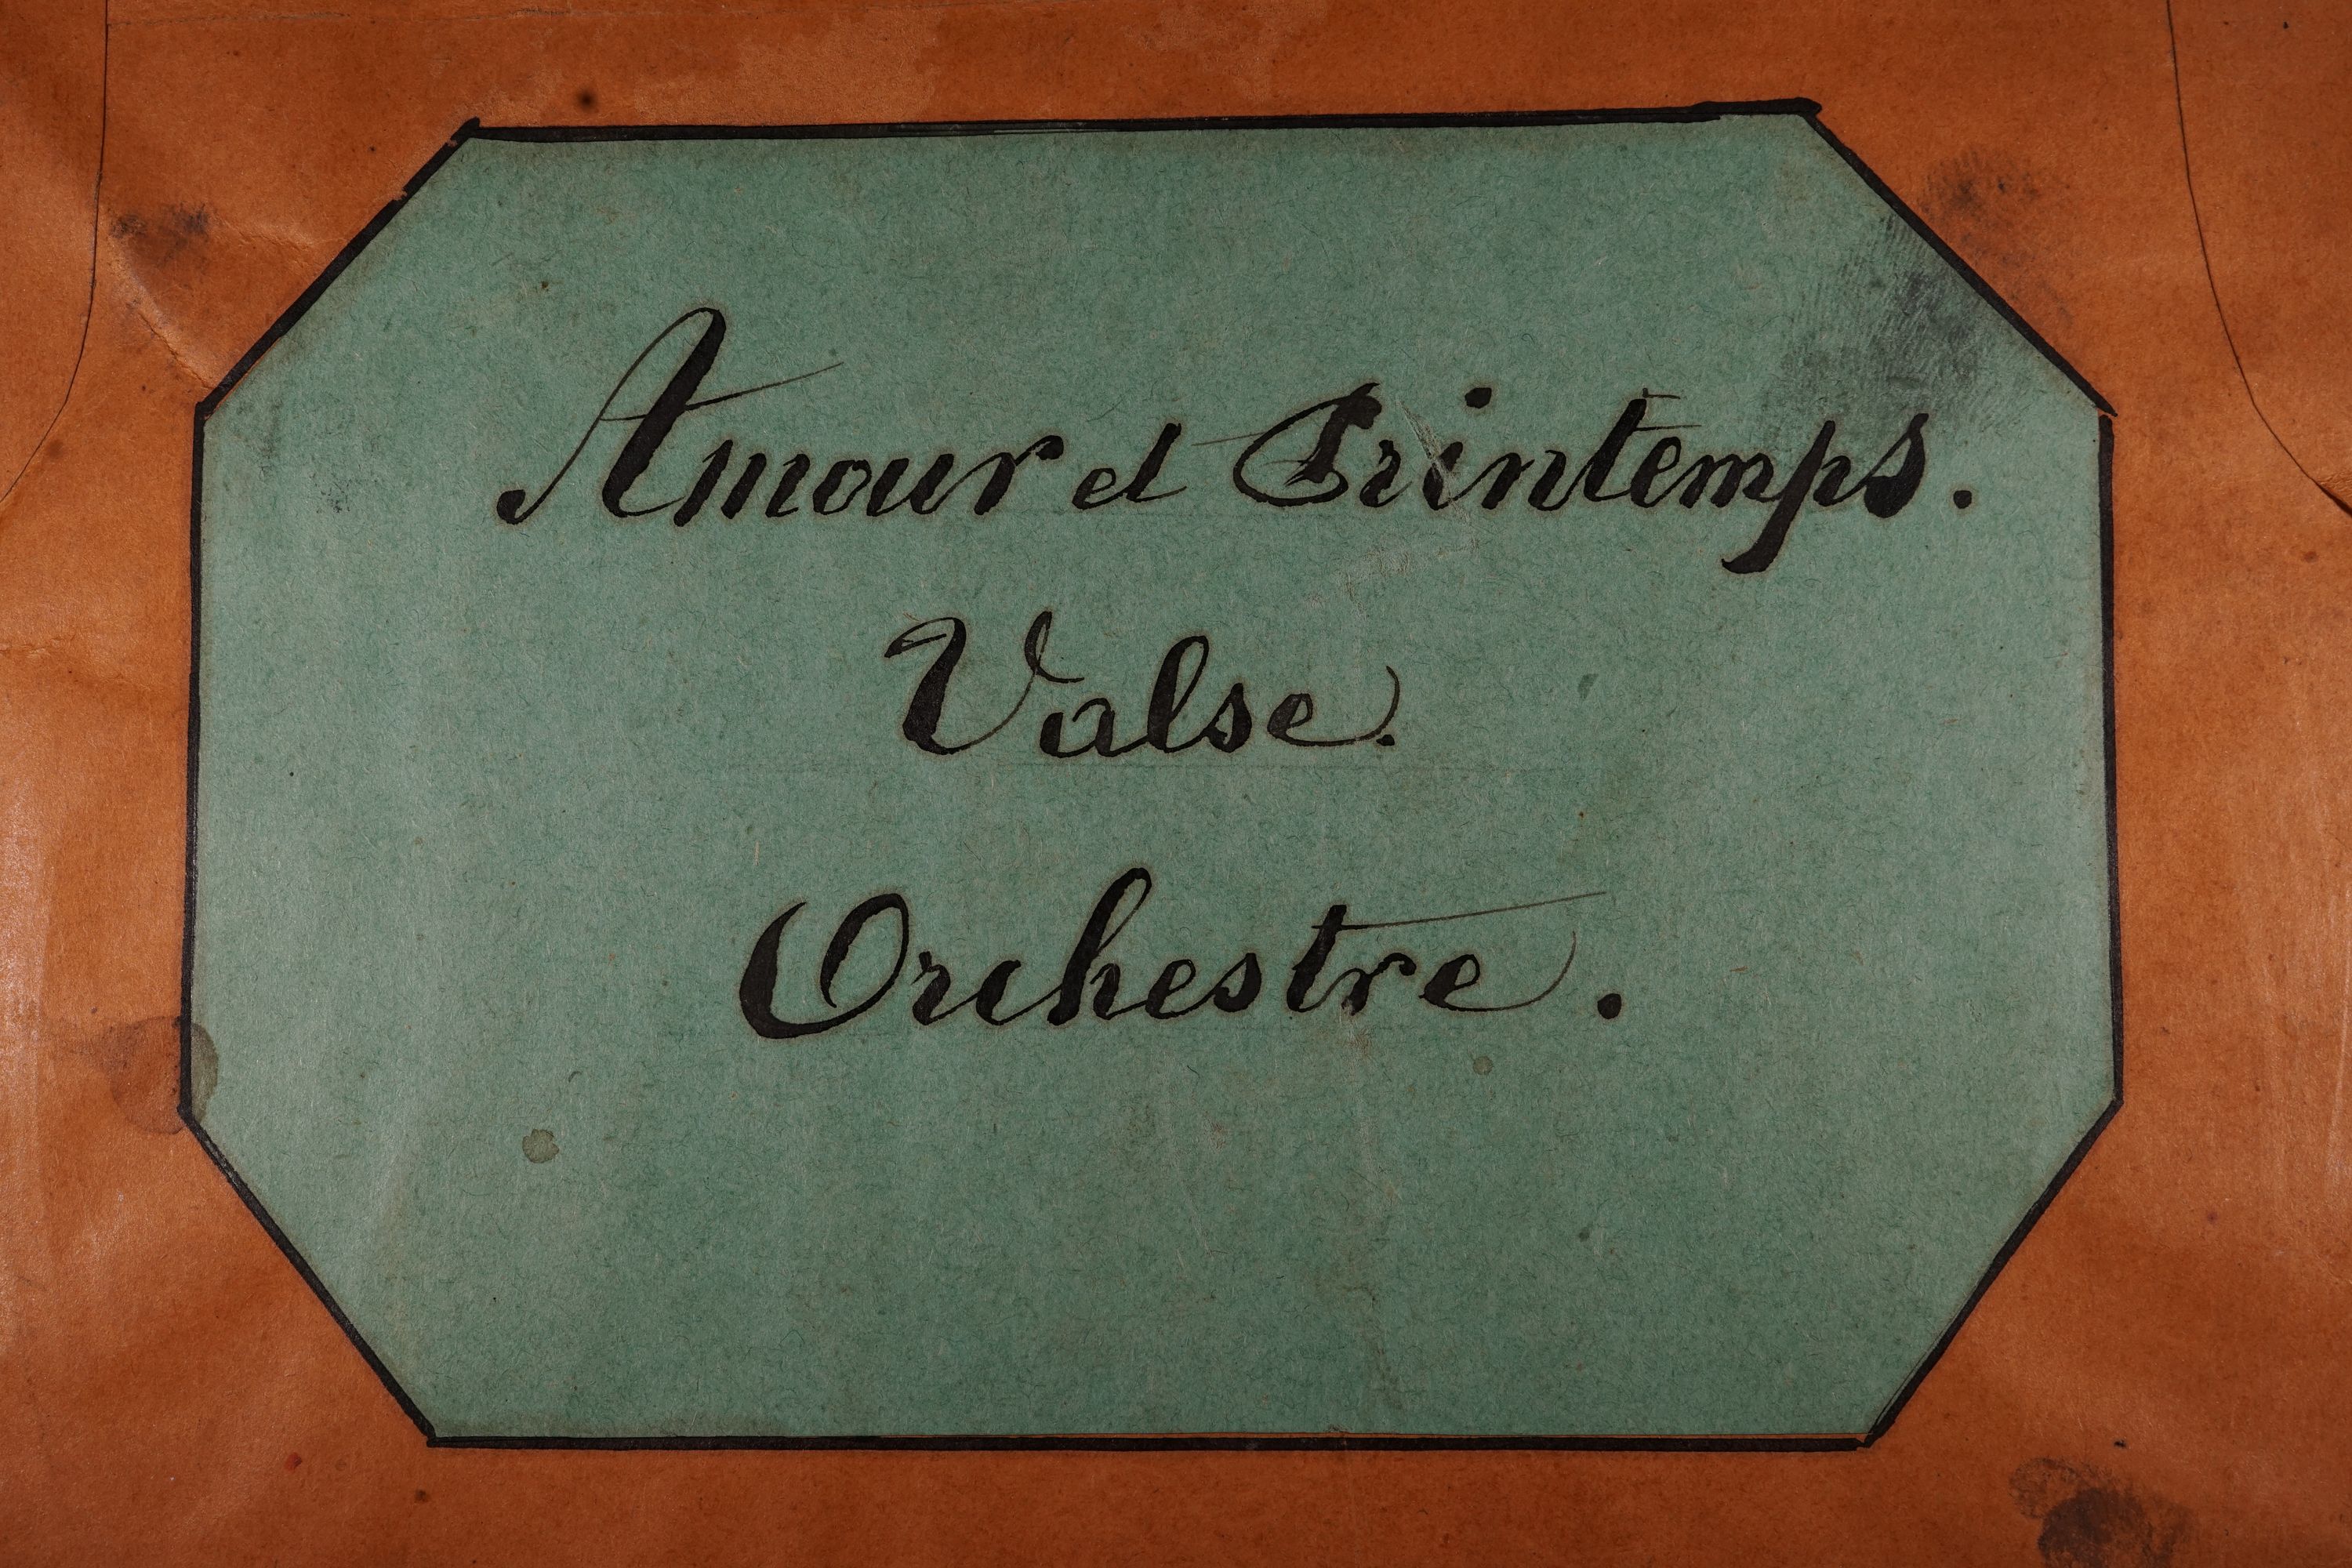 Amour et Printemps.
Valse.
Orchestre.